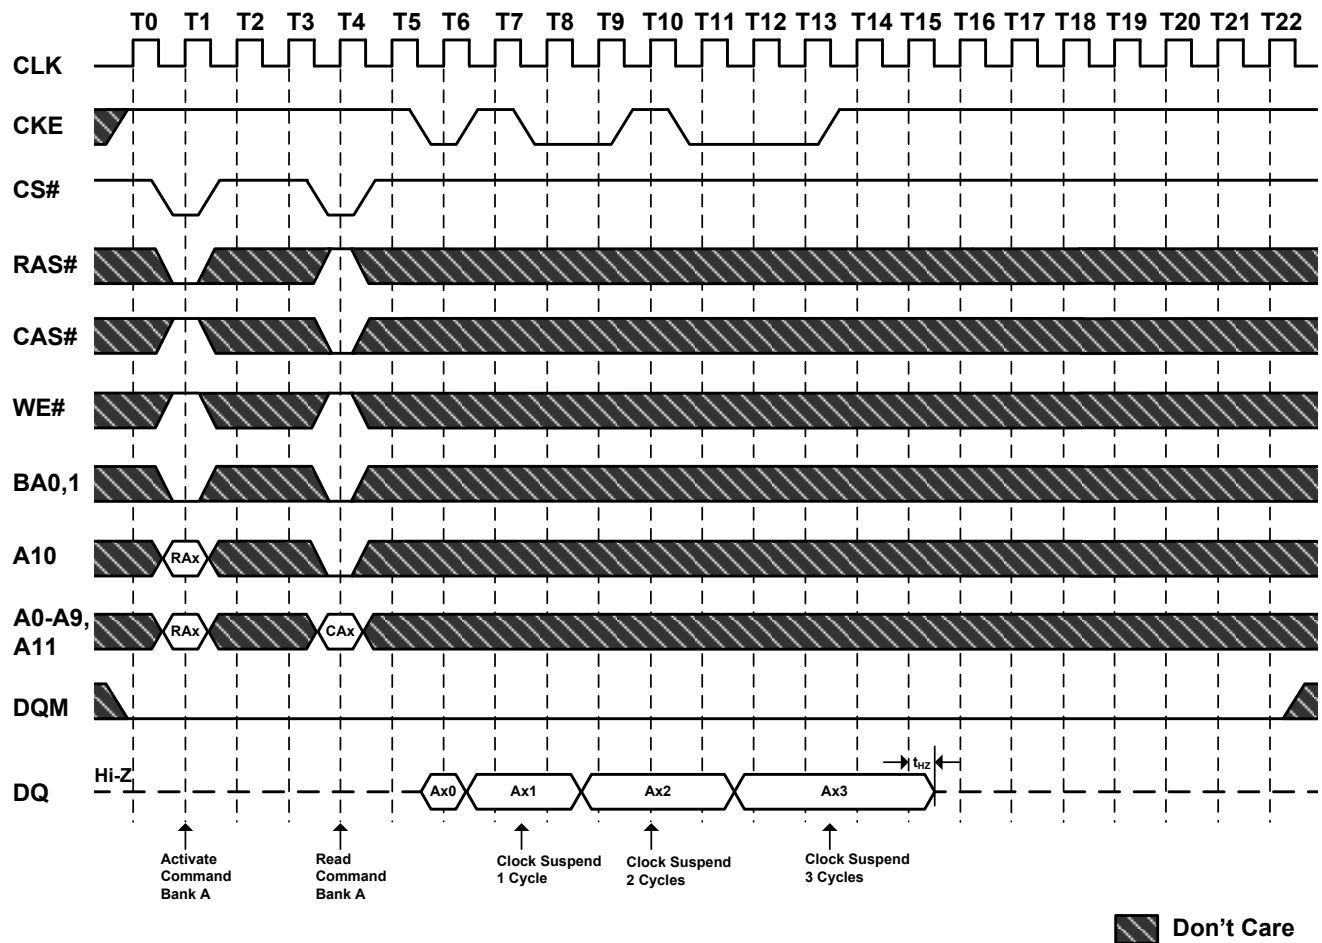 T0 T1 T2 T3 T4 T5 T6 T7 T8 T9 T10 T11 T12 T13 T14 T15 T16 T17 T18 T19 T20 T21 T22
CLK
CKE
CS#
RAS#
CAS#
WE#
BA0,1
A10
RAx
A0-A9,
A11
RAx
CAx
DQM
Hi-Z
tHZ
DQ
Ax0
Ax1
Ax2
Ax3
Activate
Command
Bank A
Read
Command
Bank A
Clock Suspend
1 Cycle
Clock Suspend
2 Cycles
Clock Suspend
3 Cycles
Don't Care